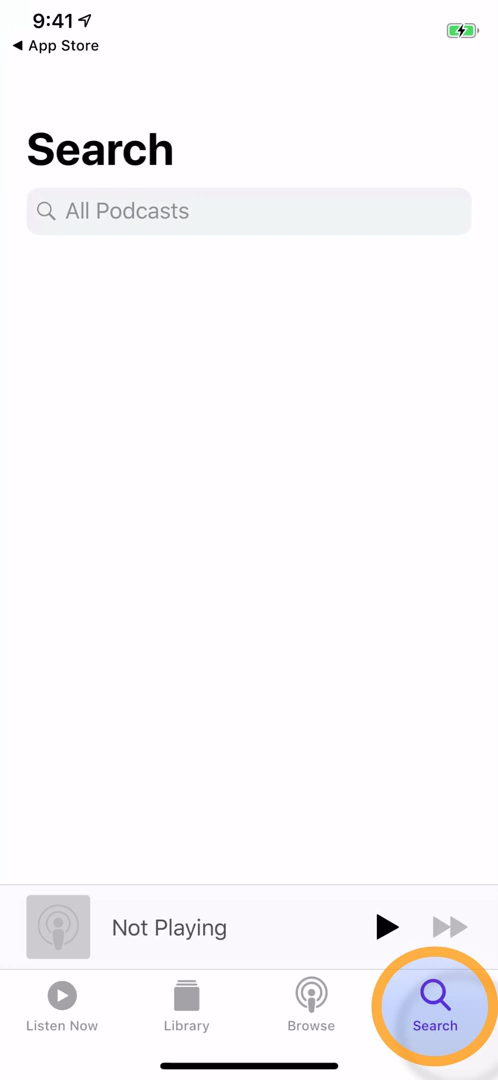 9:41
App Store
Search
All Podcasts
Not Playing
Listen Now
Library
Browse
Search